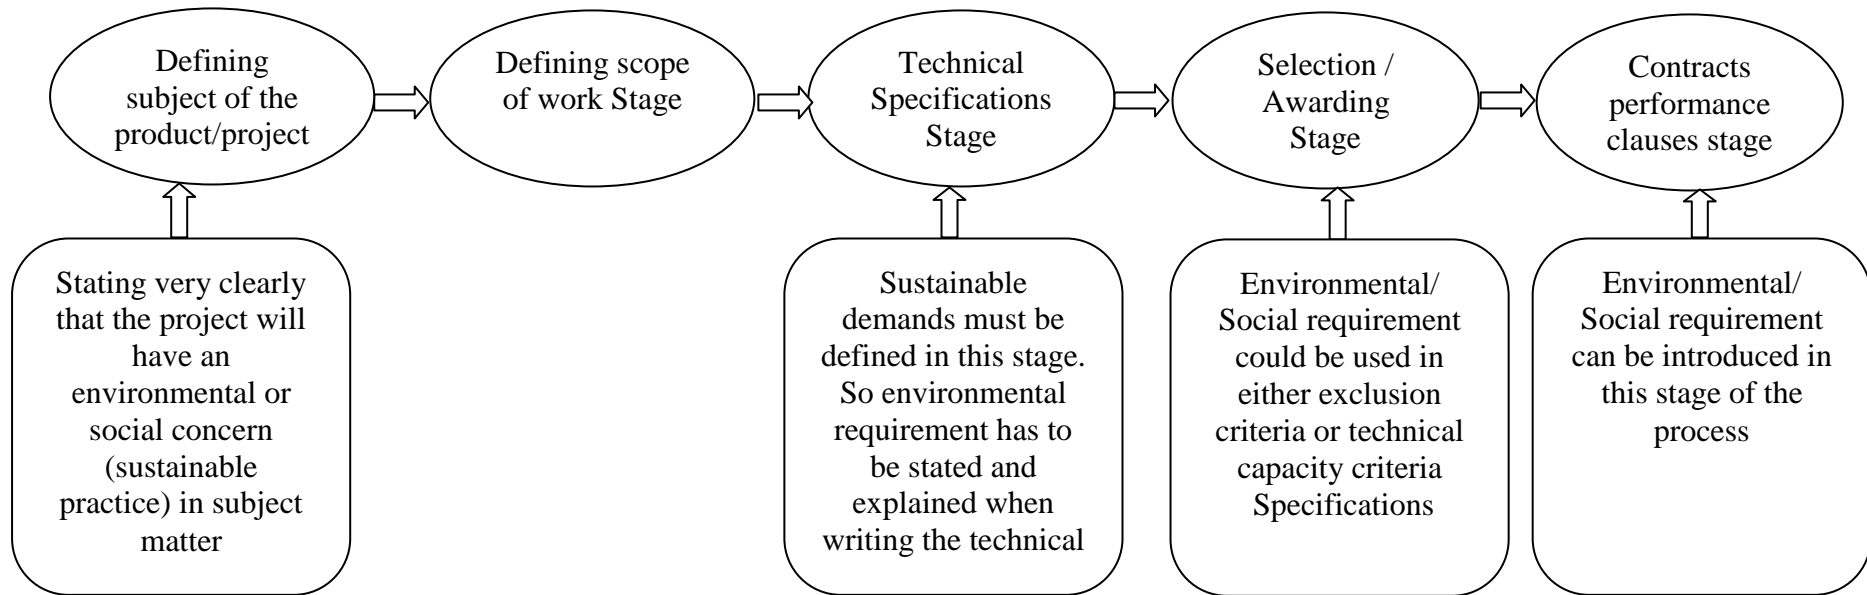 Defining
subject of the
product/project
Defining scope
of work Stage
Technical
Specifications
Stage
Selection /
Awarding
Stage
Contracts
performance
clauses stage
Stating very clearly
that the project will
have an
environmental or
social concern
(sustainable
practice) in subject
matter
Sustainable
demands must be
defined in this stage.
So environmental
requirement has to
be stated and
explained when
writing the technical
Environmental/
Social requirement
could be used in
either exclusion
criteria or technical
capacity criteria
Specifications
Environmental/
Social requirement
can be introduced in
this stage of the
process